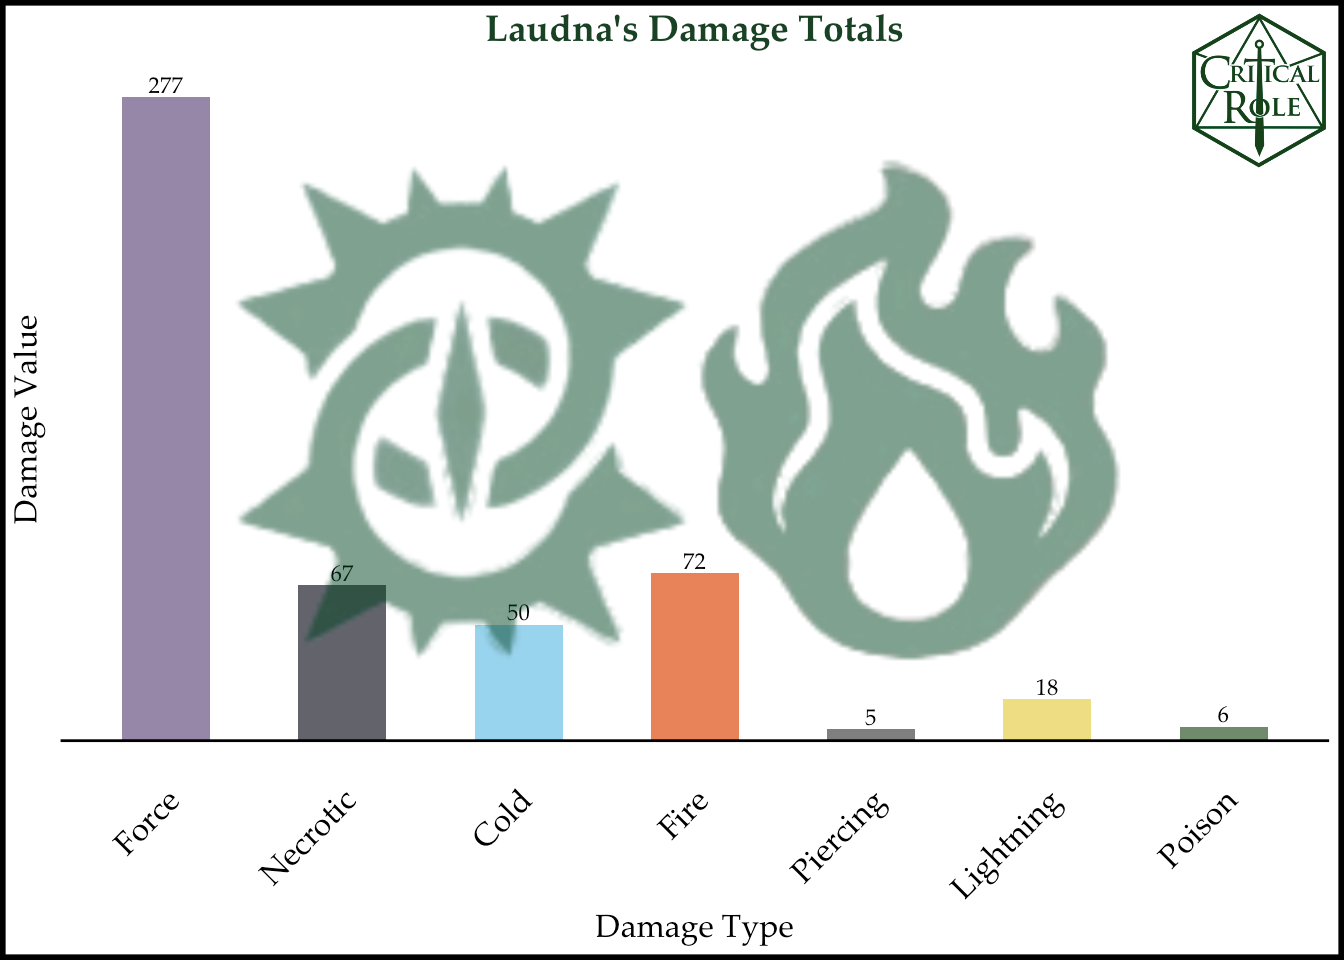 Laudna's Damage Totals
CRITICAL
ROLE
277
67
50
72
5
18
6
Damage Value
Force
Necrotic
Cold
Fire
Piercing
Lightning
Poison
Damage Type